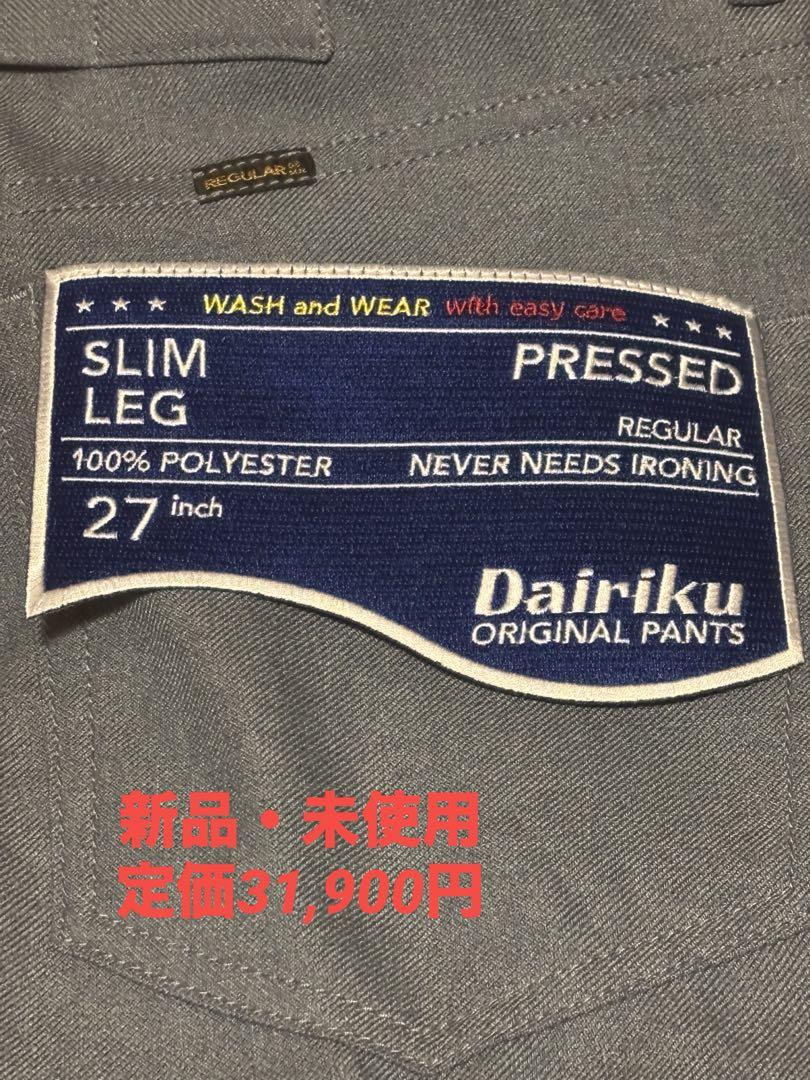 REGULAR
★ ★ ★ WASH and WEAR with easy care ★ ★ ★
SLIM LEG
PRESSED
REGULAR
100% POLYESTER NEVER NEEDS IRONING
27 inch
Dairiku
ORIGINAL PANTS
新品・未使用
定価31,900円